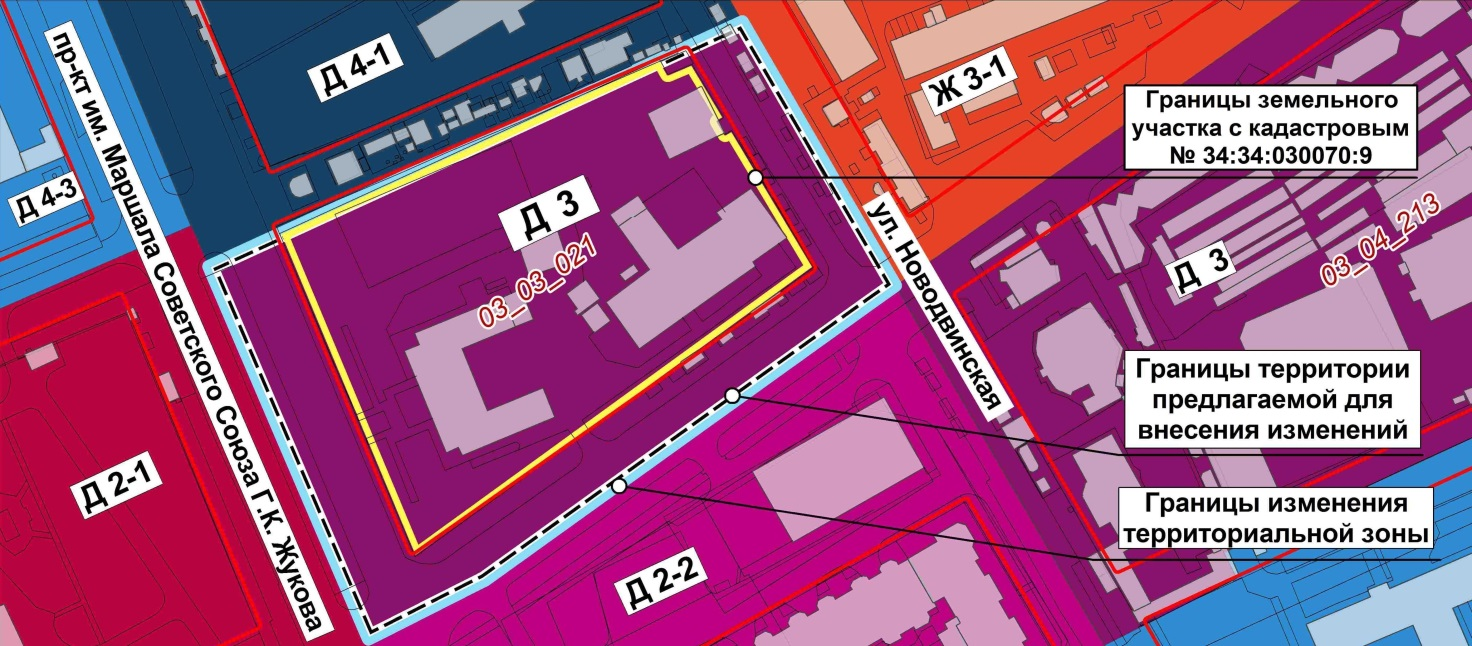 Д 4-1
Ж 3-1
Границы земельного
участка с кадастровым
№ 34:34:030070:9
Д 4-3
пр-кт им. Маршала Советского Союза Г.К. Жукова
Д 3
03_03_021
ул. Новодвинская
Д 3
03_04_213
Границы территории
предлагаемой для
внесения изменений
Д 2-1
Границы изменения
территориальной зоны
Д 2-2